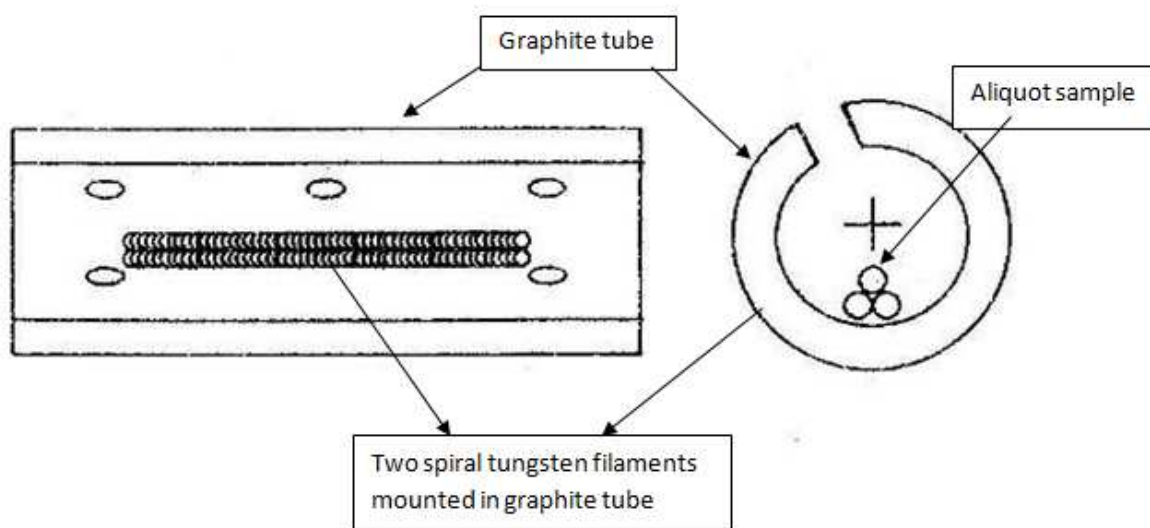 Graphite tube
Aliquot sample
Two spiral tungsten filaments
mounted in graphite tube